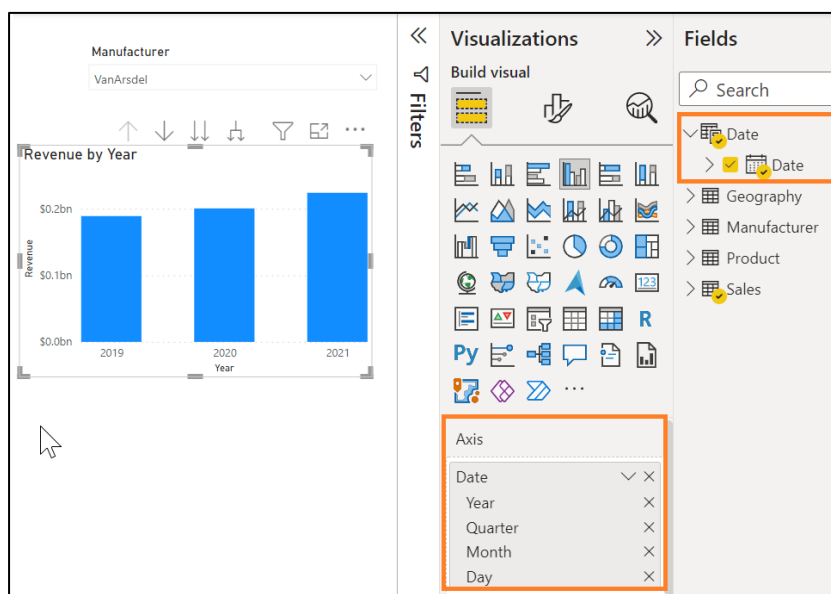 Manufacturer
VanArsdel
Revenue by Year
$0.2bn
$0.1bn
$0.0bn
Revenue
2019 2020 2021
Year
Filters
Visualizations
Build visual
123
R
Py
Axis
Date
Year
Quarter
Month
Day
Fields
Search
Date
Date
Geography
Manufacturer
Product
Sales